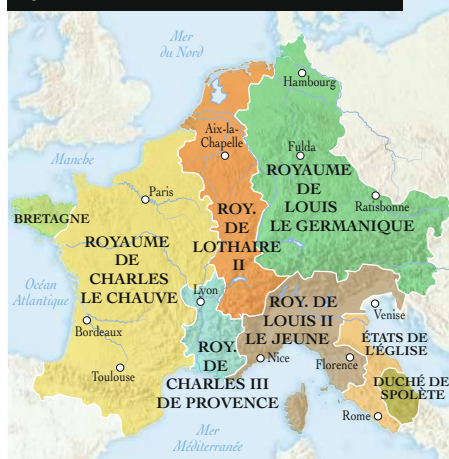 Mer
du Nord
Hambourg
Aix-la-
Chapelle
Fulda
Manche
ROYAUME
DE
LOUIS
LE GERMANIQUE
Paris
Ratisbonne
BRETAGNE
ROY.
DE
LOTHAIRE
II
ROYAUME
DE
CHARLES
LE CHAUVE
Océan
Atlantique
Lyon
ROY. DE
LOUIS II
LE JEUNE
Venise
Bordeaux
ÉTATS DE
L'ÉGLISE
ROY.
DE
CHARLES III
DE PROVENCE
Nice
Florence
Toulouse
DUCHÉ DE
SPOLÈTE
Rome
Mer
Méditerranée